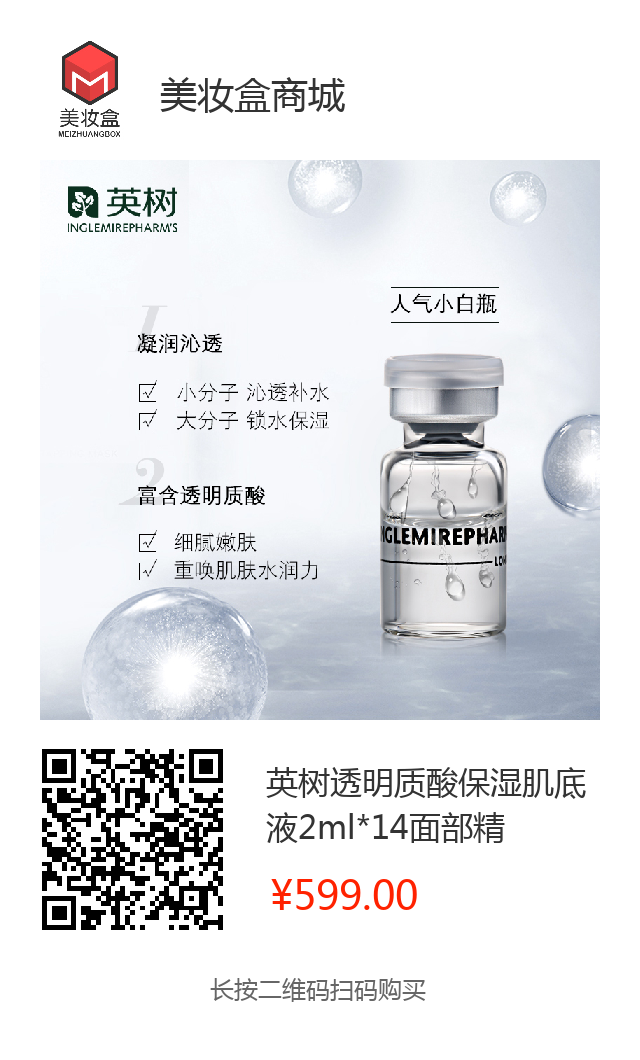 美妆盒
MEIZHUANGBOX
美妆盒商城
英树
INGLEMIREPHARM'S
人气小白瓶
1
凝润沁透
小分子 沁透补水
大分子 锁水保湿
2
富含透明质酸
细腻嫩肤
重唤肌肤水润力
NGLEMIREPHAR
LON
英树透明质酸保湿肌底
液2ml*14面部精
¥599.00
长按二维码扫码购买